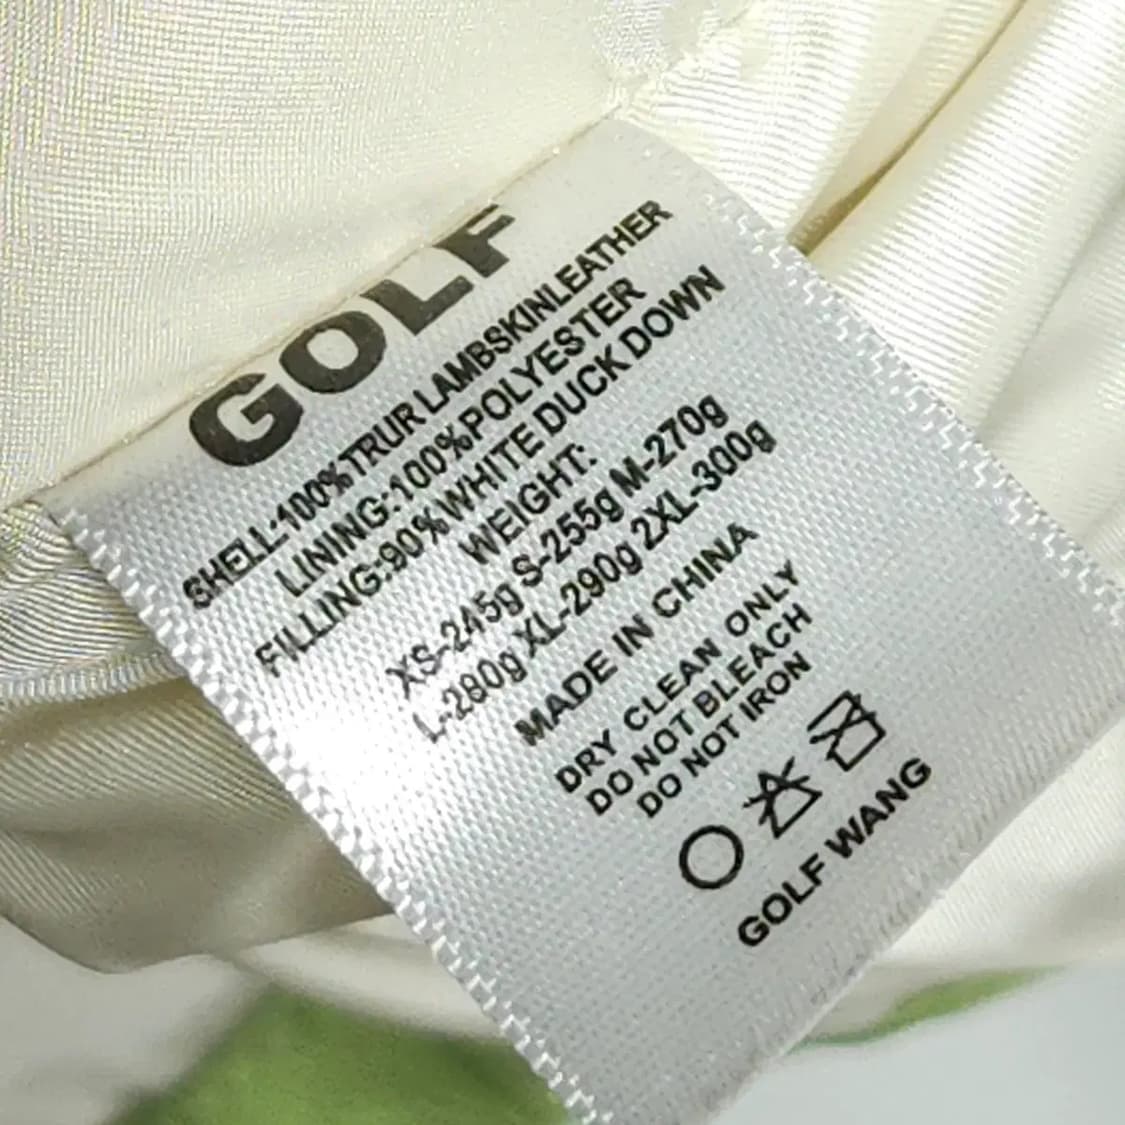 GOLF
SHELL:100%TRUR LAMBSKINLEATHER
LINING:100%POLYESTER
FILLING:90%WHITE DUCK DOWN
WEIGHT:
XS-245g S-255g M-270g
L-280g XL-290g 2XL-300g
MADE IN CHINA
DRY CLEAN ONLY
DO NOT BLEACH
DO NOT IRON
GOLF WANG